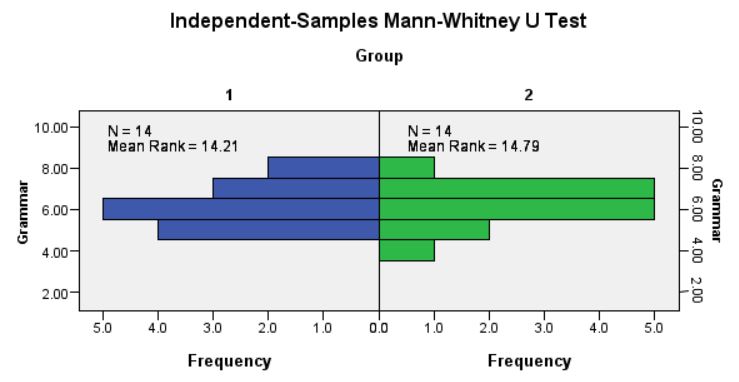 Independent-Samples Mann-Whitney U Test
Group
1 2
N = 14 N = 14
Mean Rank = 14.21 Mean Rank = 14.79
10.00 10.00
8.00 8.00
6.00 6.00
4.00 4.00
2.00 2.00
Grammar Grammar
5.0 4.0 3.0 2.0 1.0 0.0 1.0 2.0 3.0 4.0 5.0
Frequency Frequency